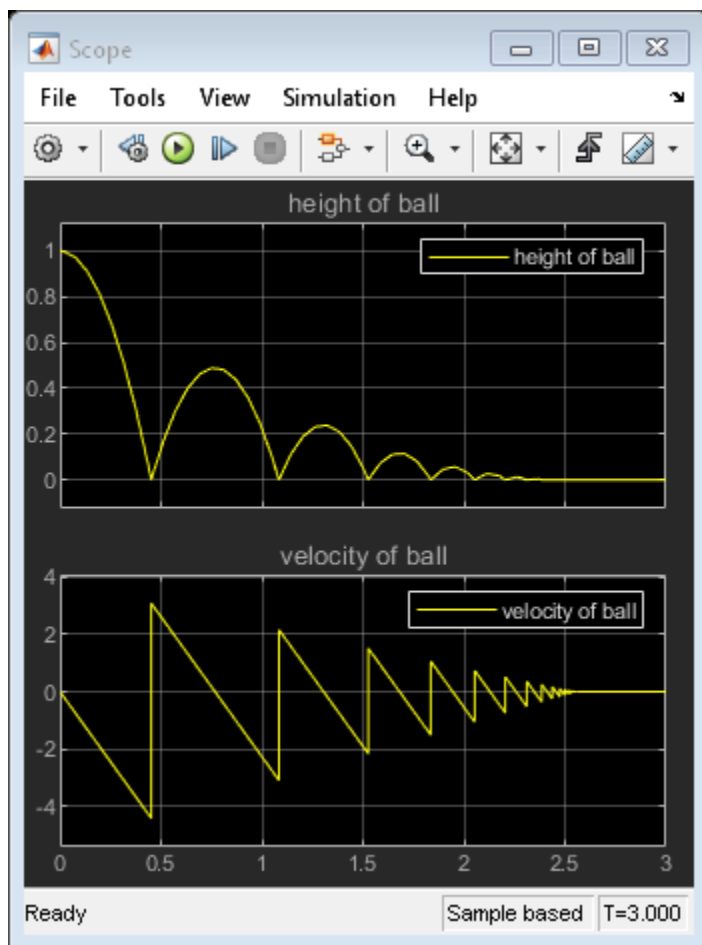 Scope
File Tools View Simulation Help
height of ball
height of ball
1
0.8
0.6
0.4
0.2
0
velocity of ball
velocity of ball
4
2
0
-2
-4
0 0.5 1 1.5 2 2.5 3
Ready Sample based T=3.000